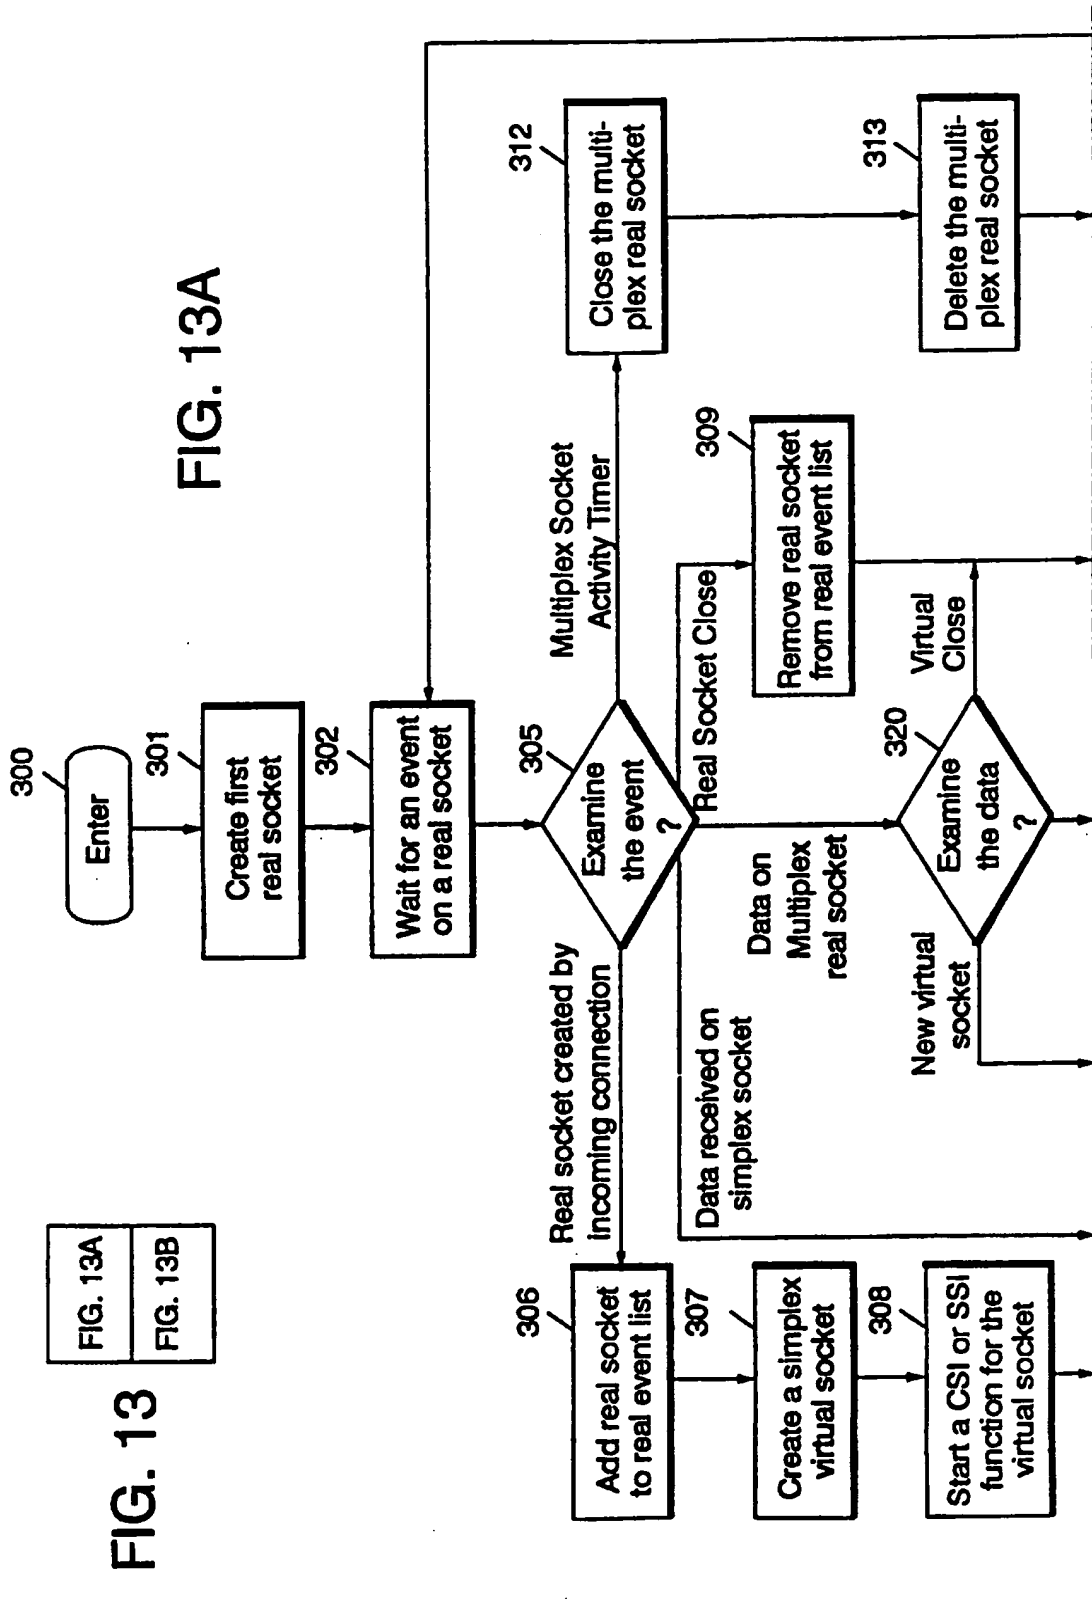 FIG. 13
FIG. 13A
FIG. 13B
FIG. 13A
300
Enter
301
Create first
real socket
302
Wait for an event
on a real socket
305
Examine
the event
?
Real socket created by
incoming connection
Multiplex Socket
Activity Timer
Data received on
simplex socket
Data on
Multiplex
real socket
Real Socket Close
306
Add real socket
to real event list
307
Create a simplex
virtual socket
308
Start a CSI or SSI
function for the
virtual socket
312
Close the multi-
plex real socket
313
Delete the multi-
plex real socket
309
Remove real socket
from real event list
320
Examine
the data
?
New virtual
socket
Virtual
Close